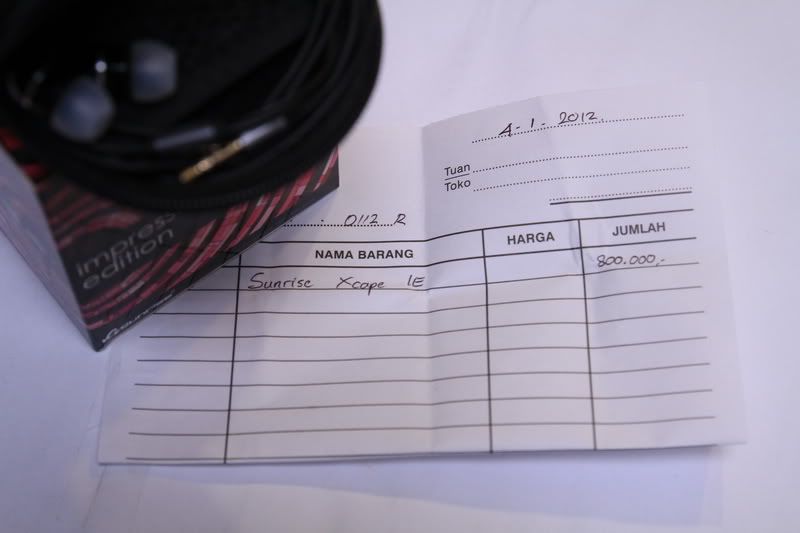 4-1-2012.
Tuan
Toko
0112 R
NAMA BARANG HARGA JUMLAH
Sunrise Xcape IE 800.000,-
impress
edition